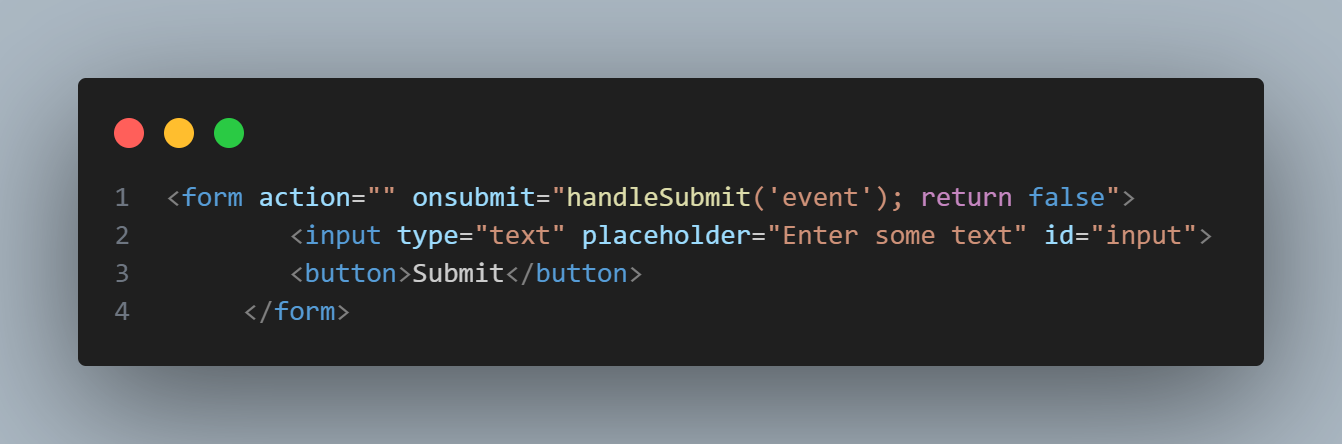 1 <form action="" onsubmit="handleSubmit('event'); return false">
2 <input type="text" placeholder="Enter some text" id="input">
3 <button>Submit</button>
4 </form>